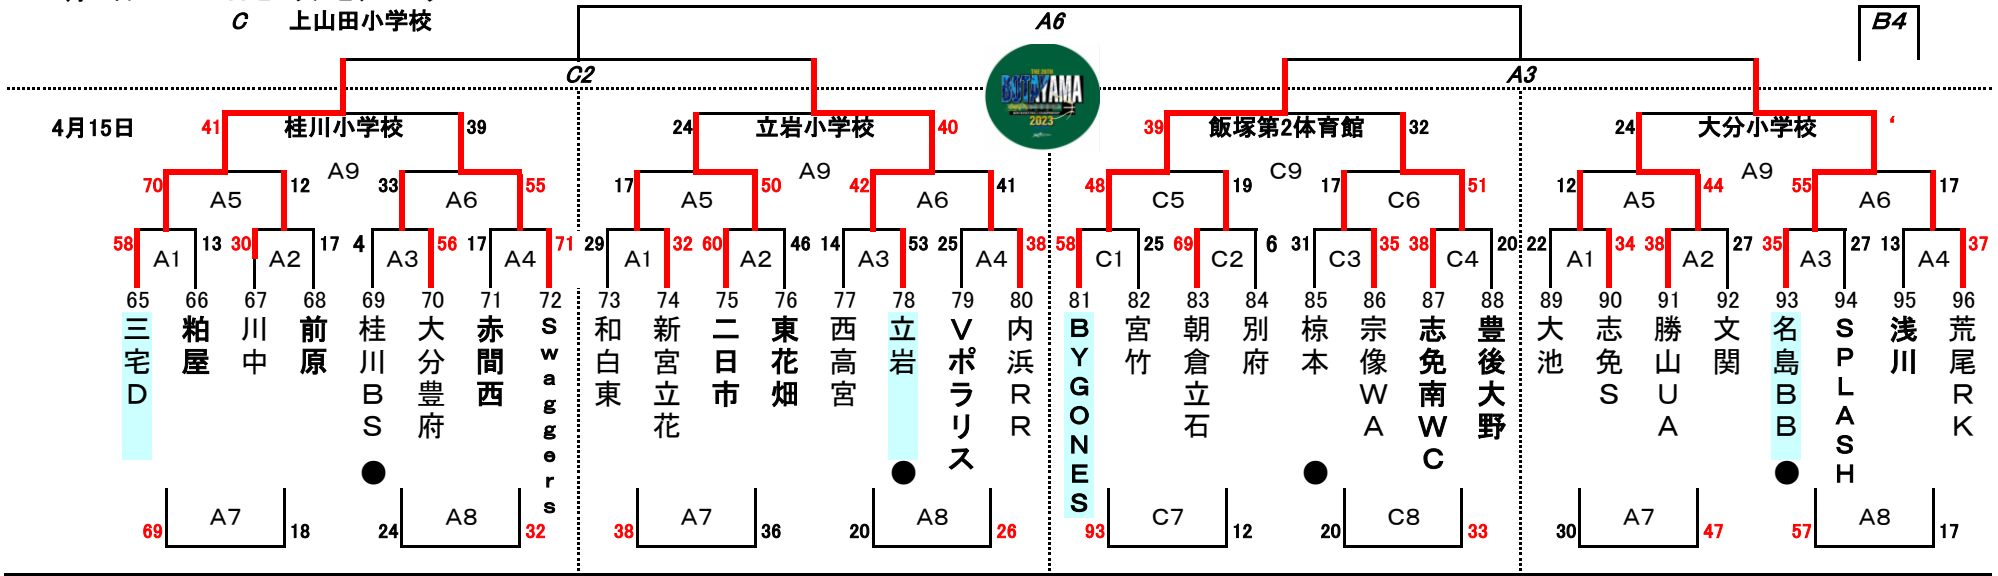 C 上山田小学校 A6 B4
C2 A3
THE 26TH
BOTAYAMA
2023
4月15日 41 桂川小学校 39 24 立岩小学校 40 39 飯塚第2体育館 32 24 大分小学校 ‘
A9 A9 C9 A9
70 12 33 55 17 50 42 41 48 19 17 51 12 44 55 17
A5 A6 A5 A6 C5 C6 A5 A6
58 13 30 17 4 56 17 71 29 32 60 46 14 53 25 38 58 25 69 6 31 35 38 20 22 34 38 27 35 27 13 37
A1 A2 A3 A4 A1 A2 A3 A4 C1 C2 C3 C4 A1 A2 A3 A4
65 66 67 68 69 70 71 72 73 74 75 76 77 78 79 80 81 82 83 84 85 86 87 88 89 90 91 92 93 94 95 96
三宅D
粕屋
川中
前原
桂川BS
大分豊府
赤間西
Swaggers
和白東
新宮立花
二日市
東花畑
西高宮
立岩
Vポラリス
内浜RR
BYGONES
宮竹
朝倉立石
別府
椋本
宗像WA
志免南WC
豊後大野
大池
志免S
勝山UA
文関
名島BB
SPLASH
浅川
荒尾RK
● ● ● ●
A7 A8 A7 A8 C7 C8 A7 A8
69 18 24 32 38 36 20 26 93 12 20 33 30 47 57 17